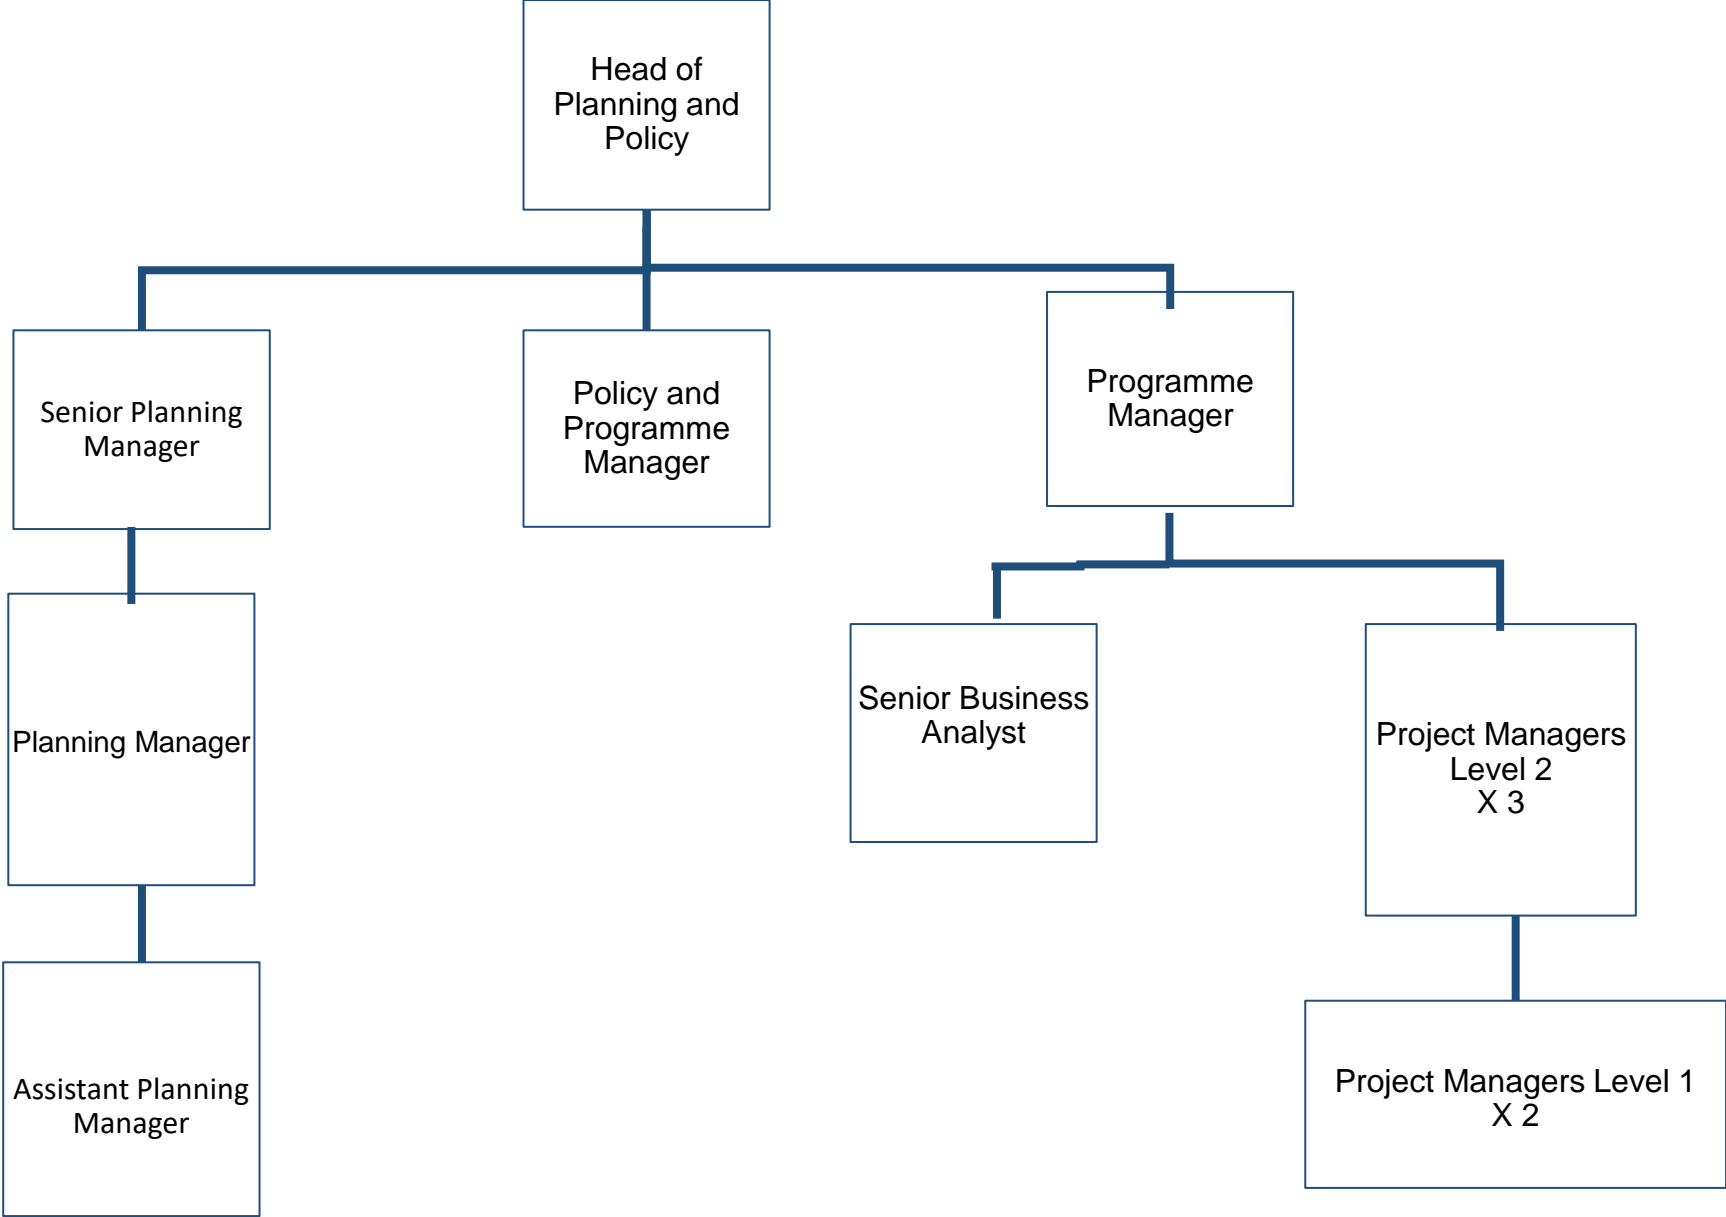 Head of
Planning and
Policy
Senior Planning
Manager
Policy and
Programme
Manager
Programme
Manager
Planning Manager
Senior Business
Analyst
Project Managers
Level 2
X 3
Assistant Planning
Manager
Project Managers Level 1
X 2